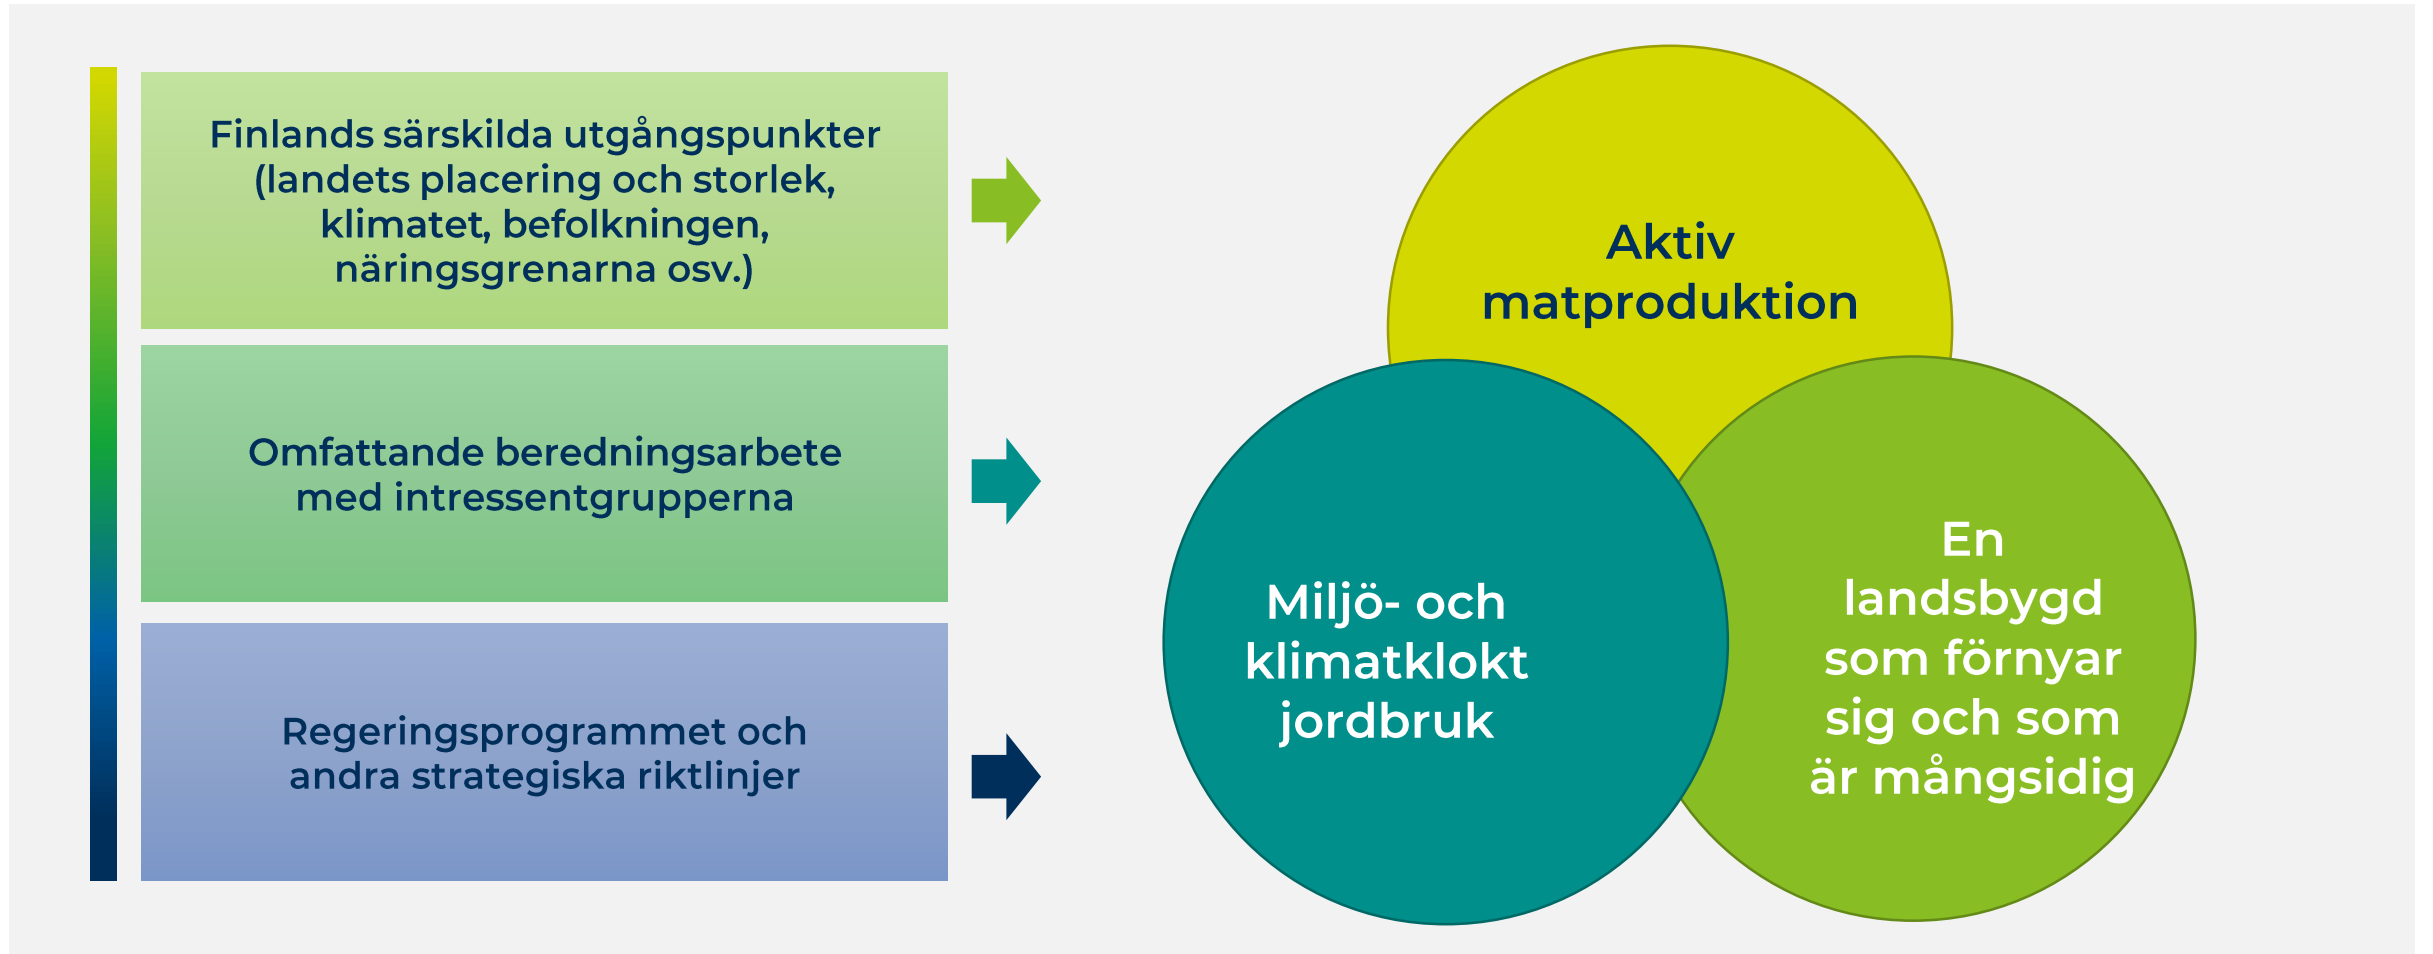 Finlands särskilda utgångspunkter
(landets placering och storlek,
klimatet, befolkningen,
näringsgrenarna osv.)
Omfattande beredningsarbete
med intressentgrupperna
Regeringsprogrammet och
andra strategiska riktlinjer
Aktiv
matproduktion
Miljö- och
klimatklokt
jordbruk
En
landsbygd
som förnyar
sig och som
är mångsidig